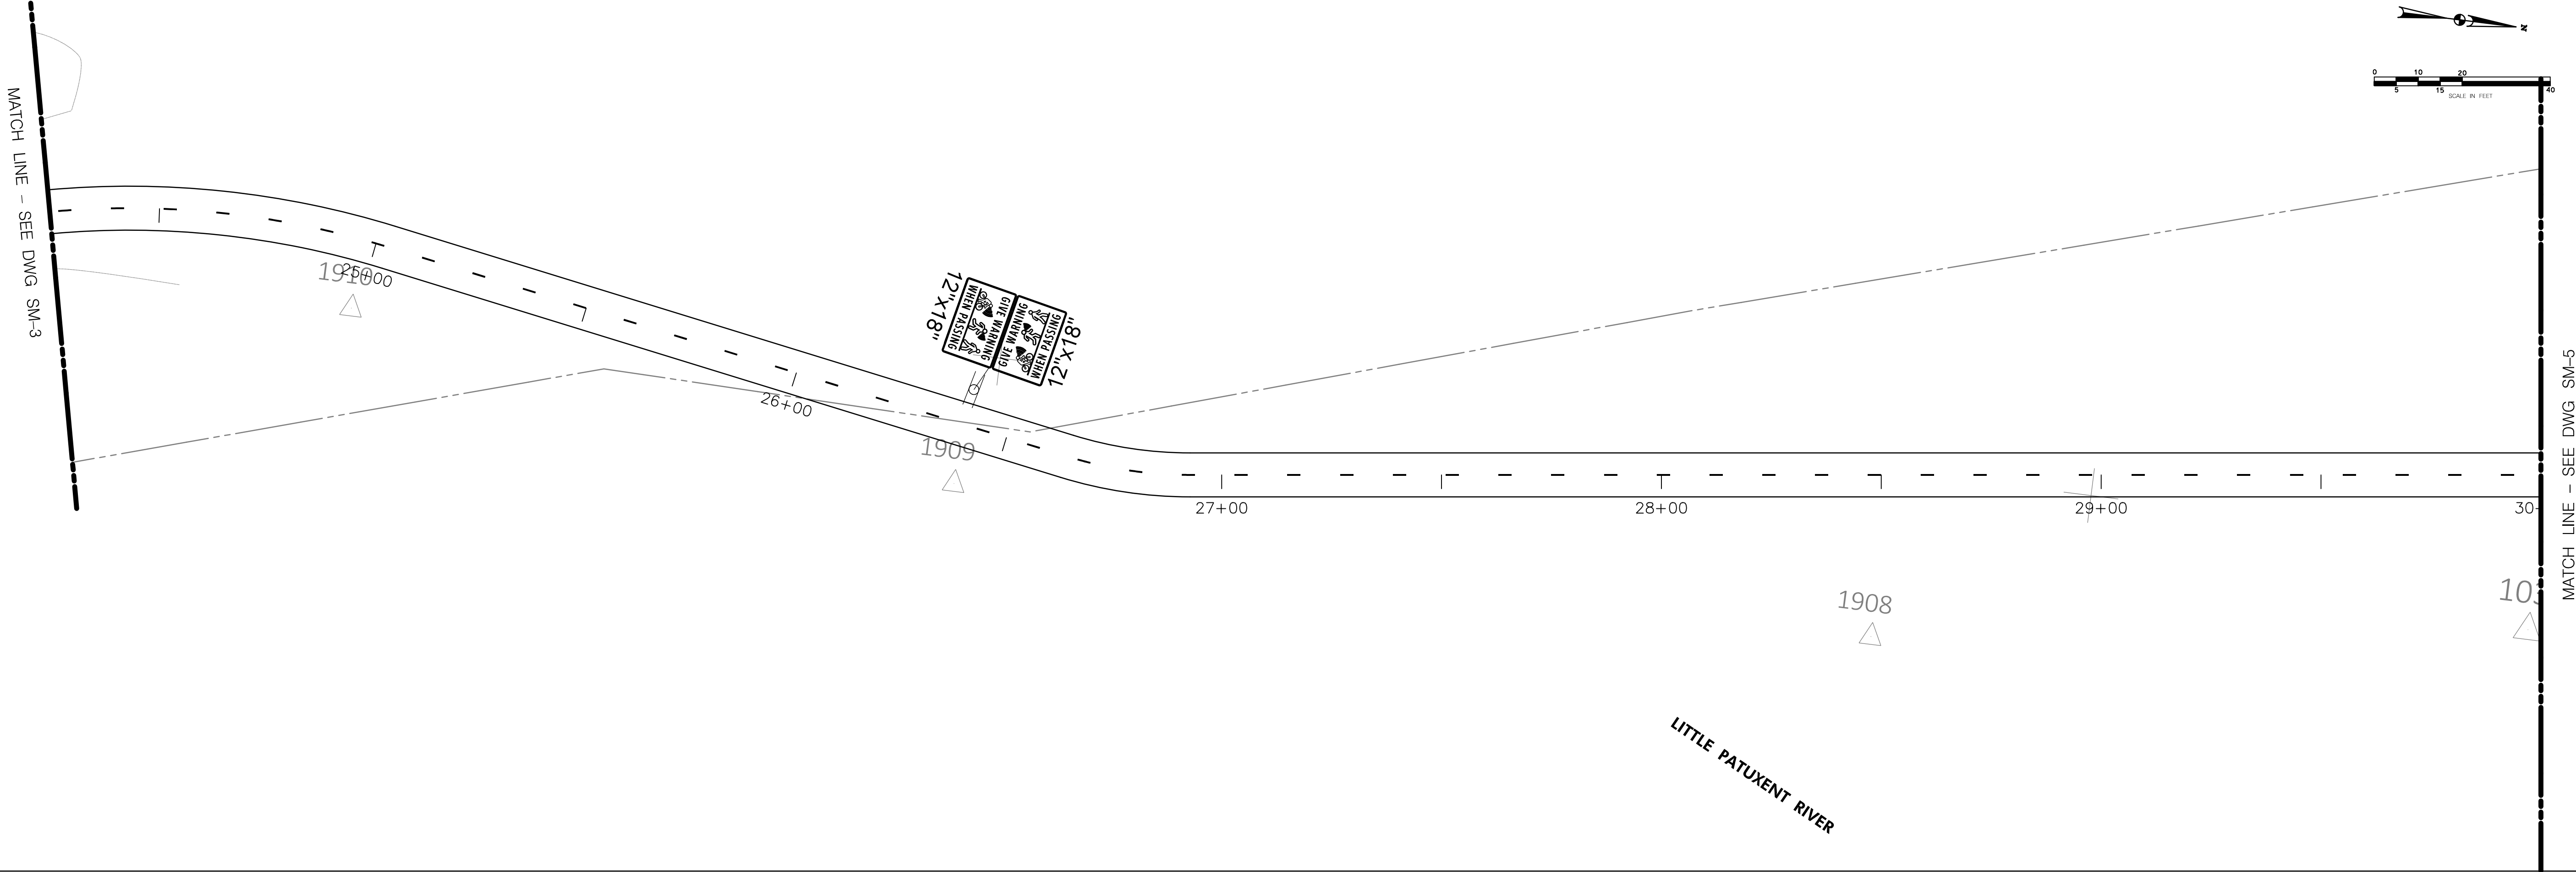 N
0 10 20
5 15 40
SCALE IN FEET
MATCH LINE - SEE DWG SM-3
1910
25+00
12"x18"
GIVE WARNING
WHEN PASSING
GIVE WARNING
WHEN PASSING
12"x18"
26+00
1909
27+00
28+00
29+00
30
1908
LITTLE PATUXENT RIVER
MATCH LINE - SEE DWG SM-5